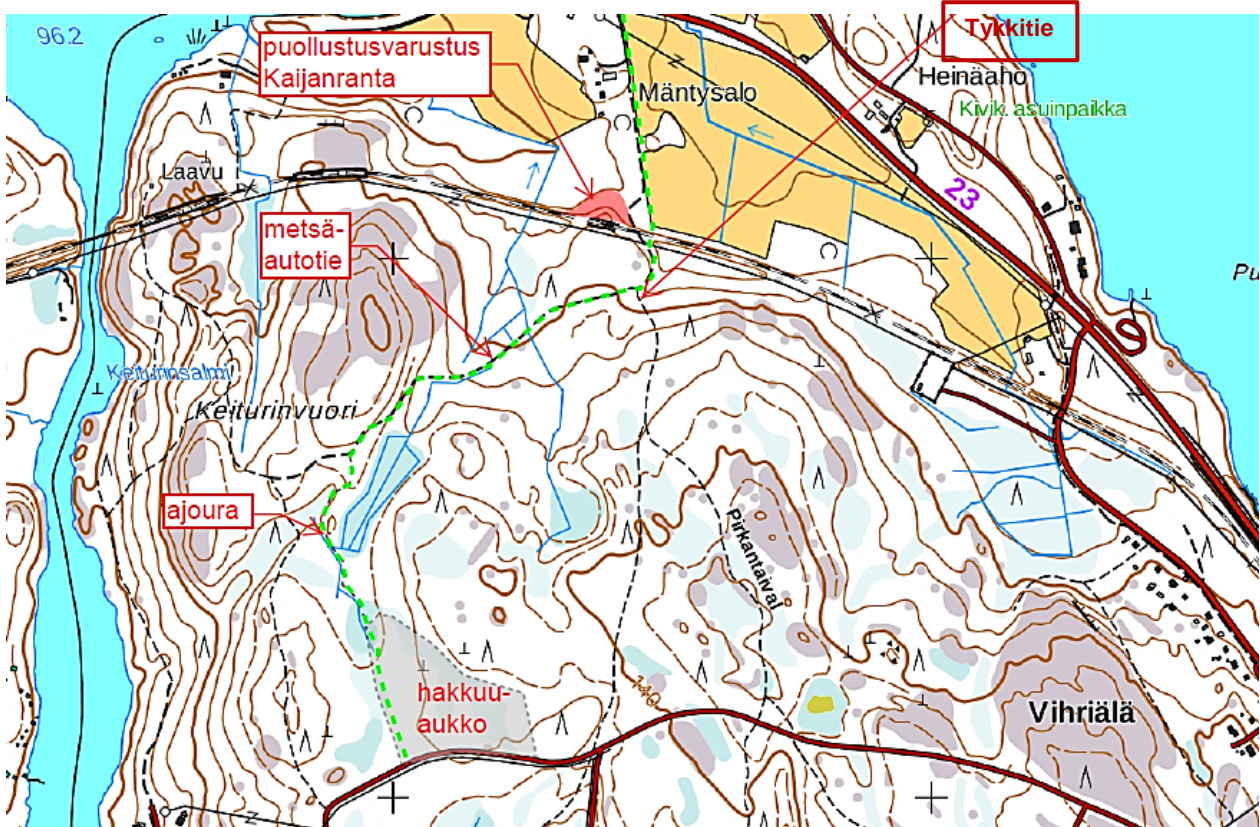 96.2
puollustusvarustus
Kaijanranta
Tykkitie
Heinäaho
Mäntysalo
Kivik. asuinpaikka
Laavu
23
metsä-
autotie
Pu
Keiturinsalmi
Keiturinvuori
ajoura
Pirkantaival
140
hakkuu-
aukko
Vihriälä